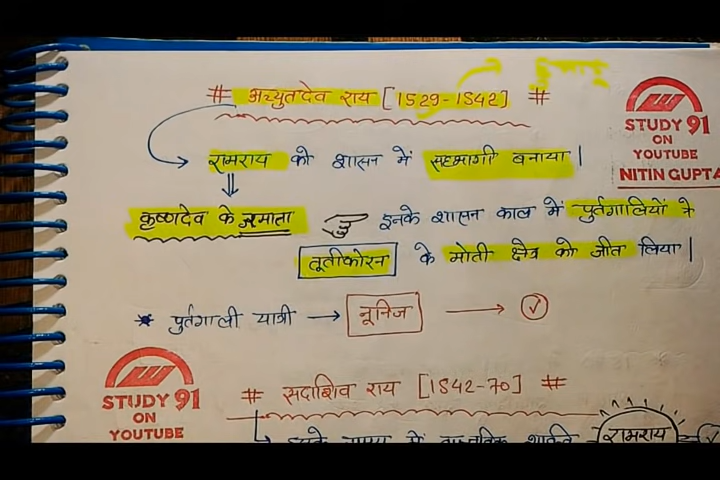 # अच्युतदेव राय [1529-1542] #
STUDY 91
ON
YOUTUBE
NITIN GUPTA
रामराय को शासन में सहभागी बनाया |
कृष्णदेव के जमाता
इनके शासन काल में पुर्तगालियों ने
तूतीकोरन के मोती क्षेत्र को जीत लिया |
* पुर्तगाली यात्री → नूनिज → ✓
STUDY 91
ON
YOUTUBE
# सदाशिव राय [1542-70] #
में वास्तविक रामराय